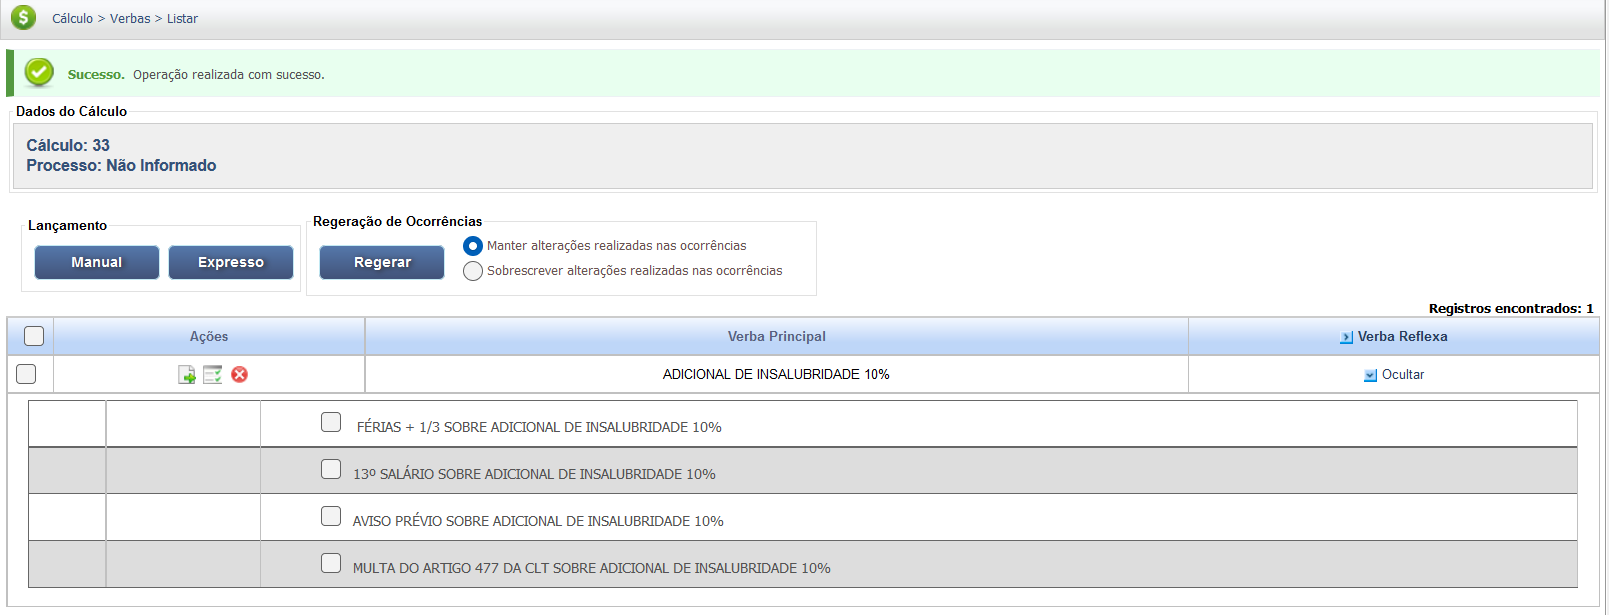 Cálculo > Verbas > Listar
Sucesso. Operação realizada com sucesso.
Dados do Cálculo
Cálculo: 33
Processo: Não Informado
Lançamento
Manual Expresso
Regeração de Ocorrências
Regerar
Manter alterações realizadas nas ocorrências
Sobrescrever alterações realizadas nas ocorrências
Registros encontrados: 1
Ações Verba Principal Verba Reflexa
ADICIONAL DE INSALUBRIDADE 10% Ocultar
FÉRIAS + 1/3 SOBRE ADICIONAL DE INSALUBRIDADE 10%
13º SALÁRIO SOBRE ADICIONAL DE INSALUBRIDADE 10%
AVISO PRÉVIO SOBRE ADICIONAL DE INSALUBRIDADE 10%
MULTA DO ARTIGO 477 DA CLT SOBRE ADICIONAL DE INSALUBRIDADE 10%